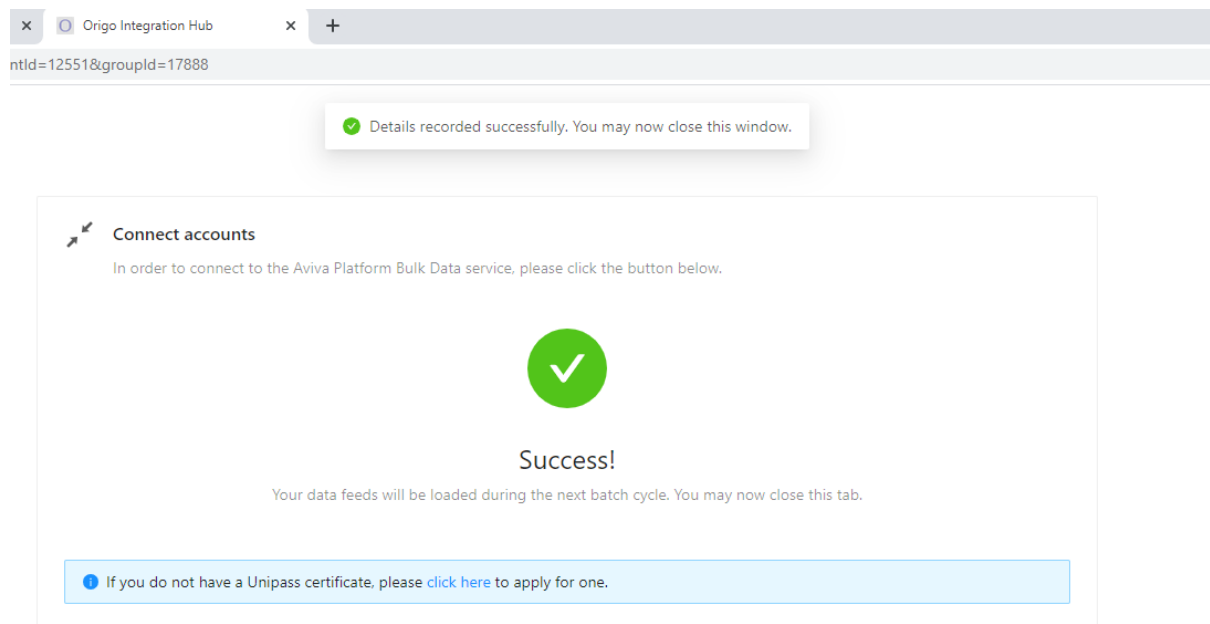 Origo Integration Hub
ntId=12551&groupId=17888
Details recorded successfully. You may now close this window.
Connect accounts
In order to connect to the Aviva Platform Bulk Data service, please click the button below.
Success!
Your data feeds will be loaded during the next batch cycle. You may now close this tab.
If you do not have a Unipass certificate, please click here to apply for one.